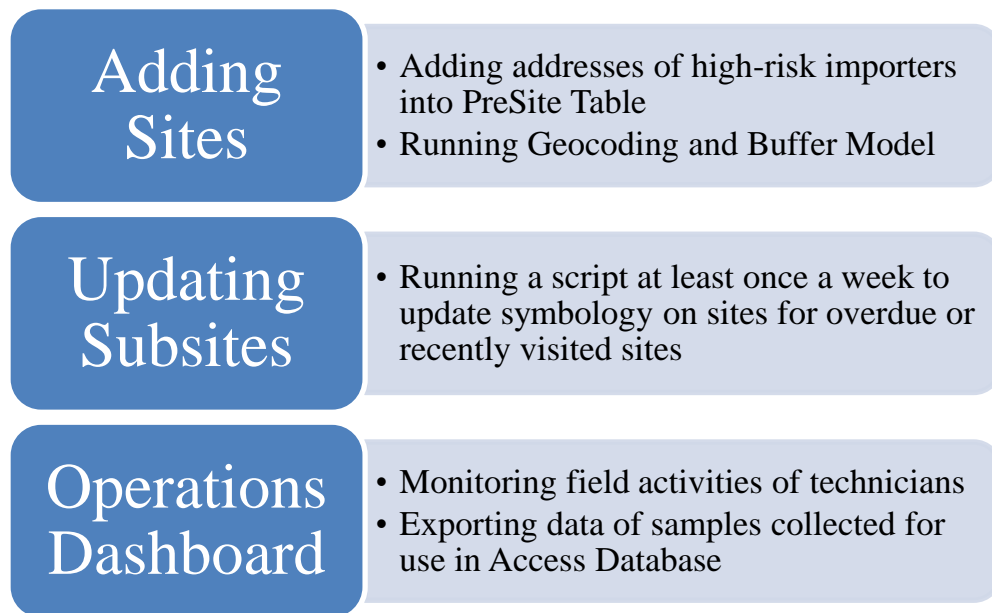 Adding
Sites
• Adding addresses of high-risk importers
into PreSite Table
• Running Geocoding and Buffer Model
Updating
Subsites
• Running a script at least once a week to
update symbology on sites for overdue or
recently visited sites
Operations
Dashboard
• Monitoring field activities of technicians
• Exporting data of samples collected for
use in Access Database